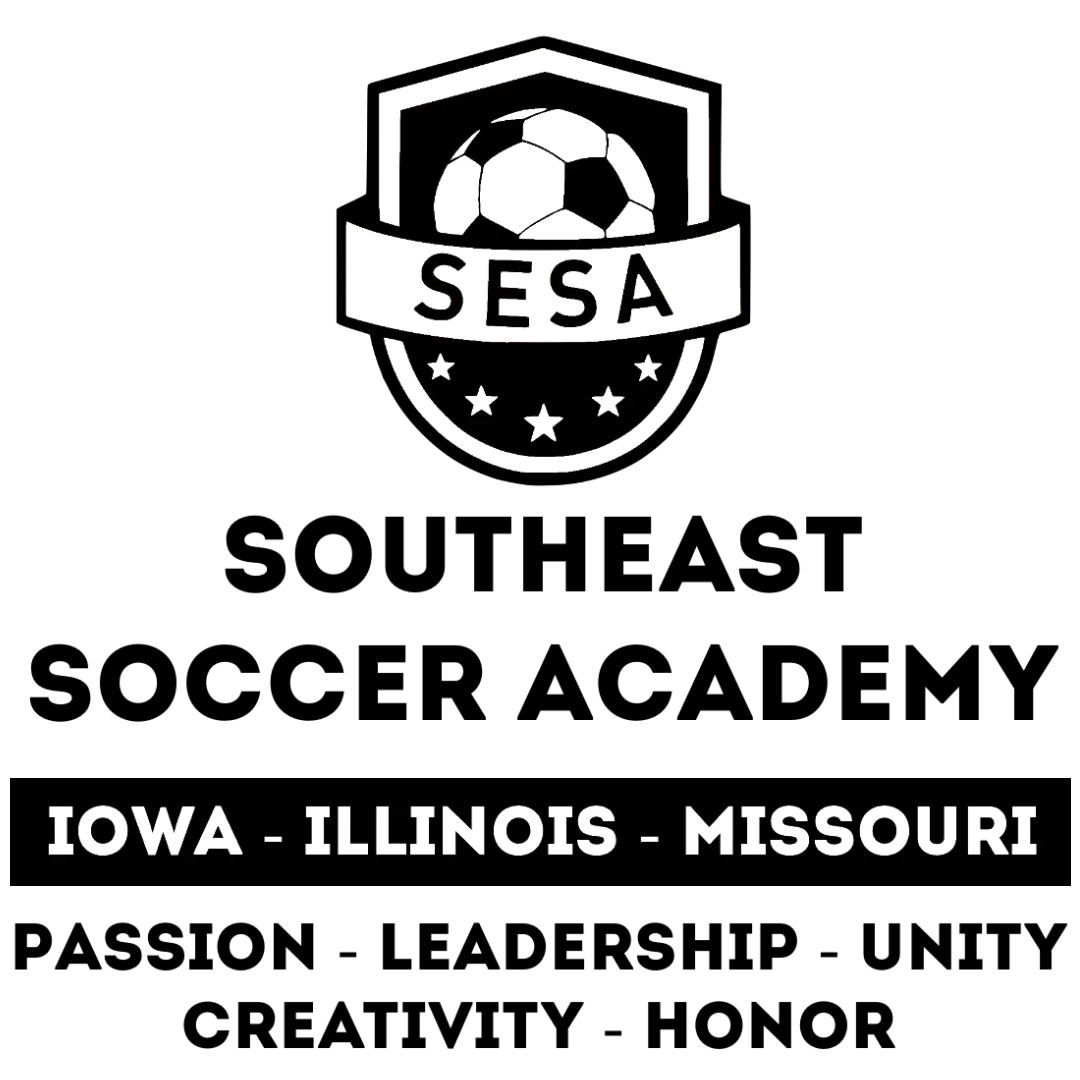 SESA
SOUTHEAST
SOCCER ACADEMY
IOWA - ILLINOIS - MISSOURI
PASSION - LEADERSHIP - UNITY
CREATIVITY - HONOR